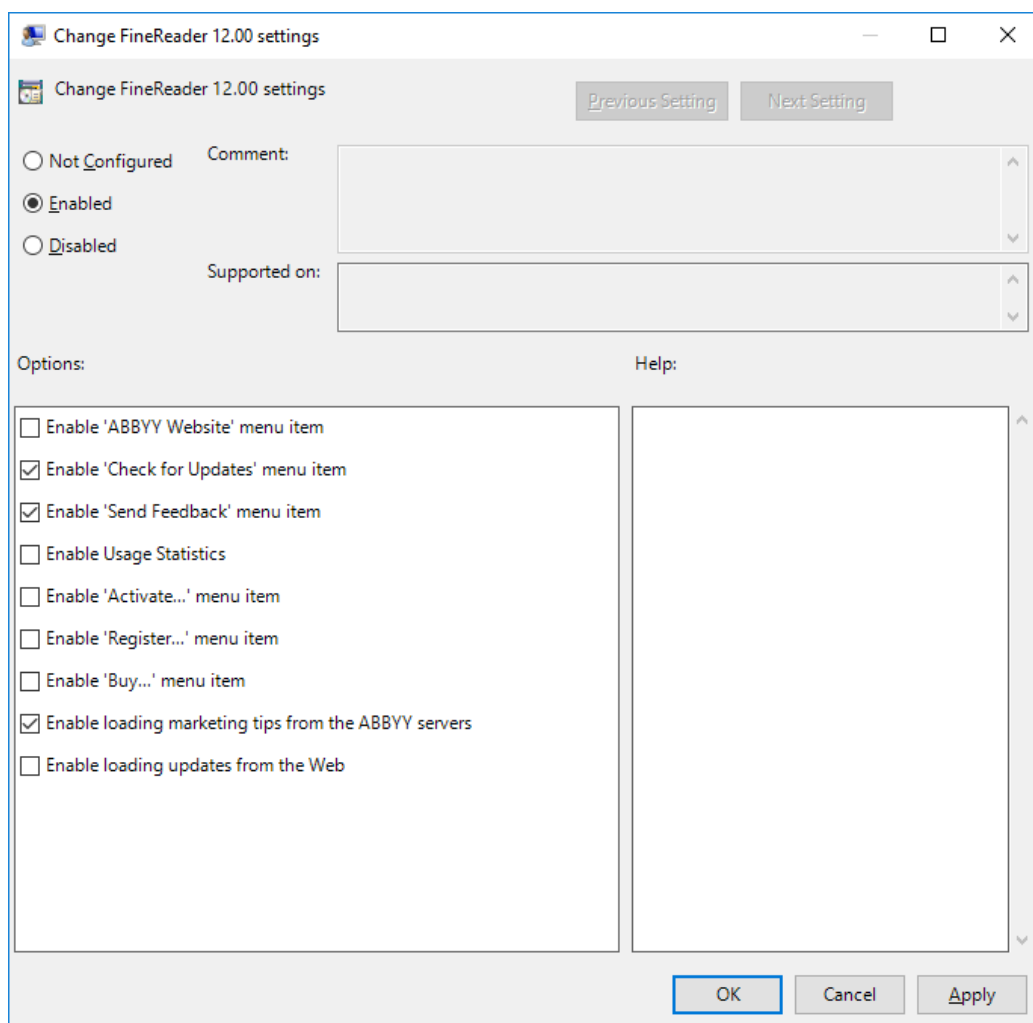 Change FineReader 12.00 settings
Change FineReader 12.00 settings
Previous Setting
Next Setting
Not Configured
Comment:
Enabled
Disabled
Supported on:
Options:
Help:
Enable 'ABBYY Website' menu item
Enable 'Check for Updates' menu item
Enable 'Send Feedback' menu item
Enable Usage Statistics
Enable 'Activate...' menu item
Enable 'Register...' menu item
Enable 'Buy...' menu item
Enable loading marketing tips from the ABBYY servers
Enable loading updates from the Web
OK
Cancel
Apply